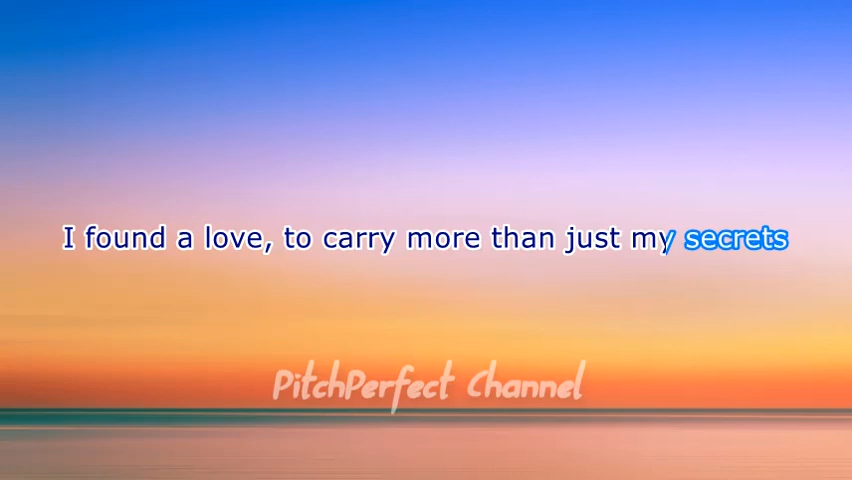 I found a love, to carry more than just my secrets
PitchPerfect Channel